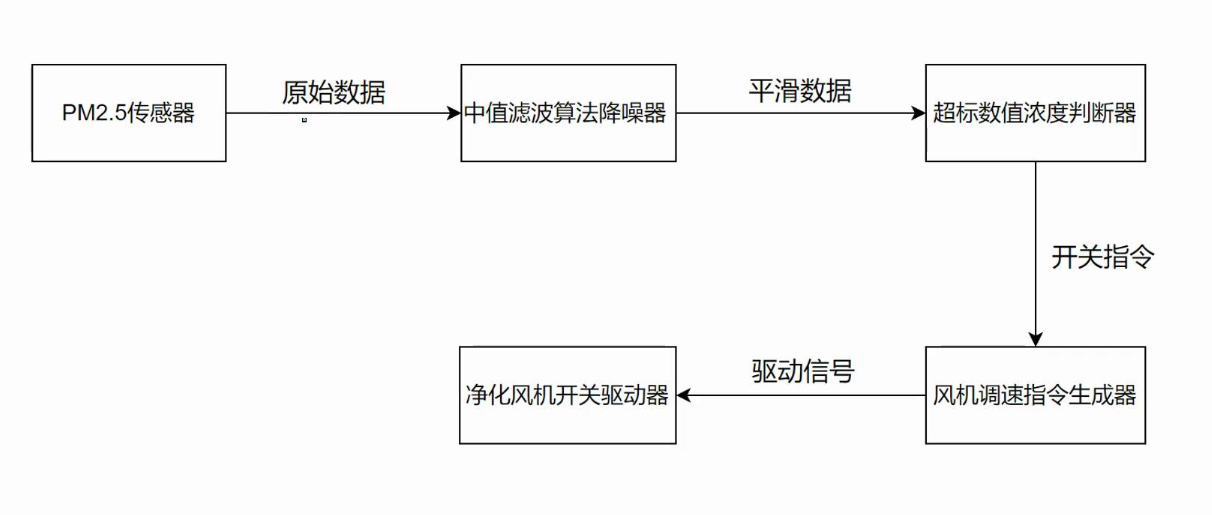 PM2.5传感器
原始数据
中值滤波算法降噪器
平滑数据
超标数值浓度判断器
开关指令
净化风机开关驱动器
驱动信号
风机调速指令生成器